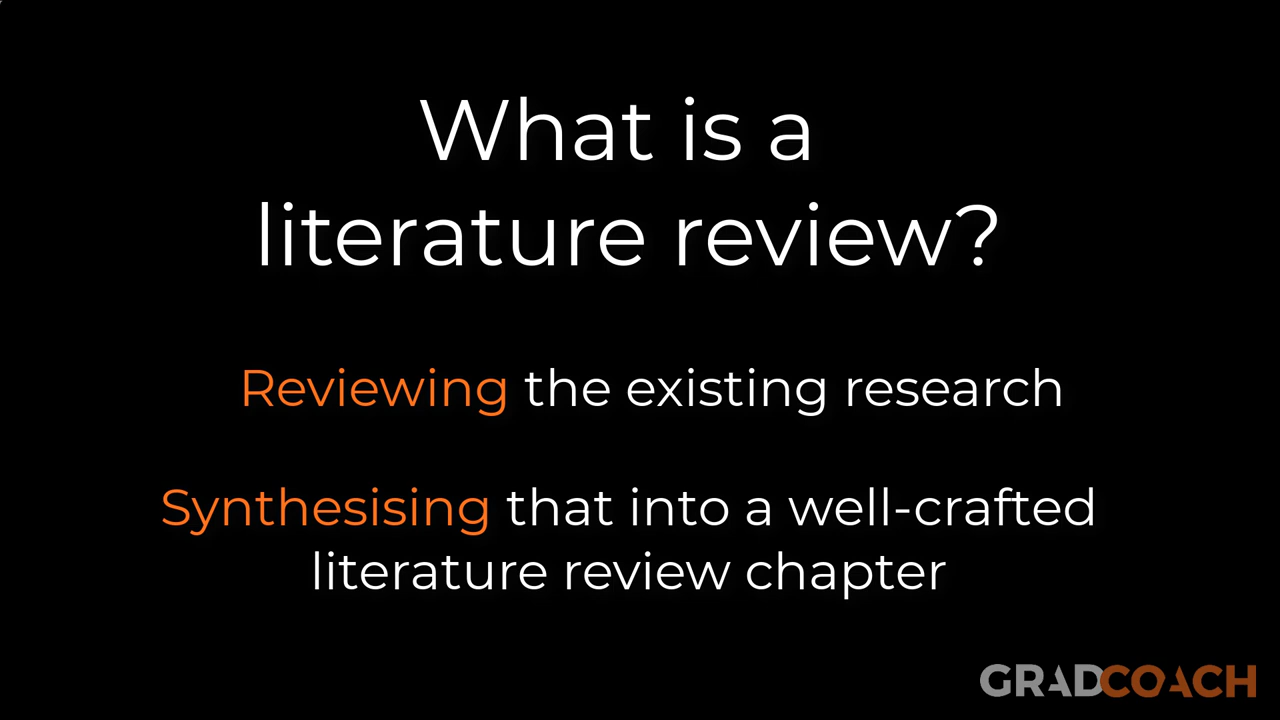 What is a
literature review?
Reviewing the existing research
Synthesising that into a well-crafted
literature review chapter
GRADCOACH